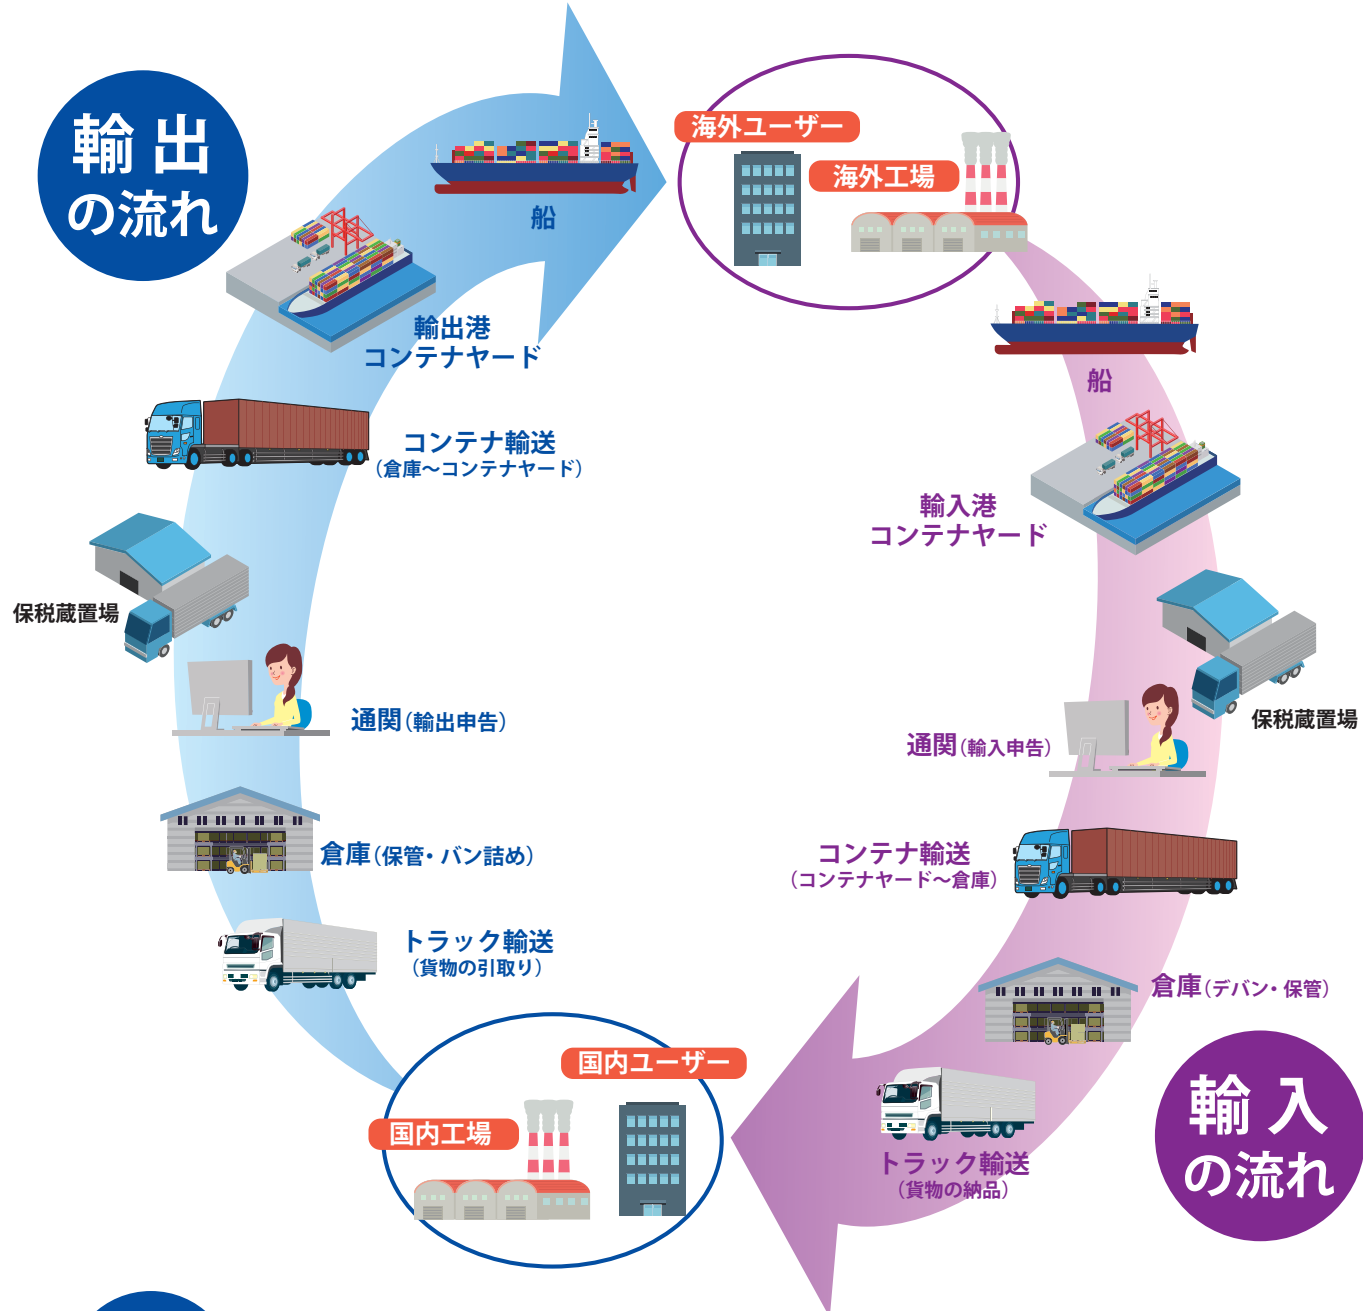 輸出
の流れ
船
輸出港
コンテナヤード
コンテナ輸送
（倉庫～コンテナヤード）
保税蔵置場
通関（輸出申告）
倉庫（保管・バン詰め）
トラック輸送
（貨物の引取り）
国内ユーザー
国内工場
海外ユーザー
海外工場
船
輸入港
コンテナヤード
保税蔵置場
通関（輸入申告）
コンテナ輸送
（コンテナヤード～倉庫）
倉庫（デバン・保管）
トラック輸送
（貨物の納品）
輸入
の流れ